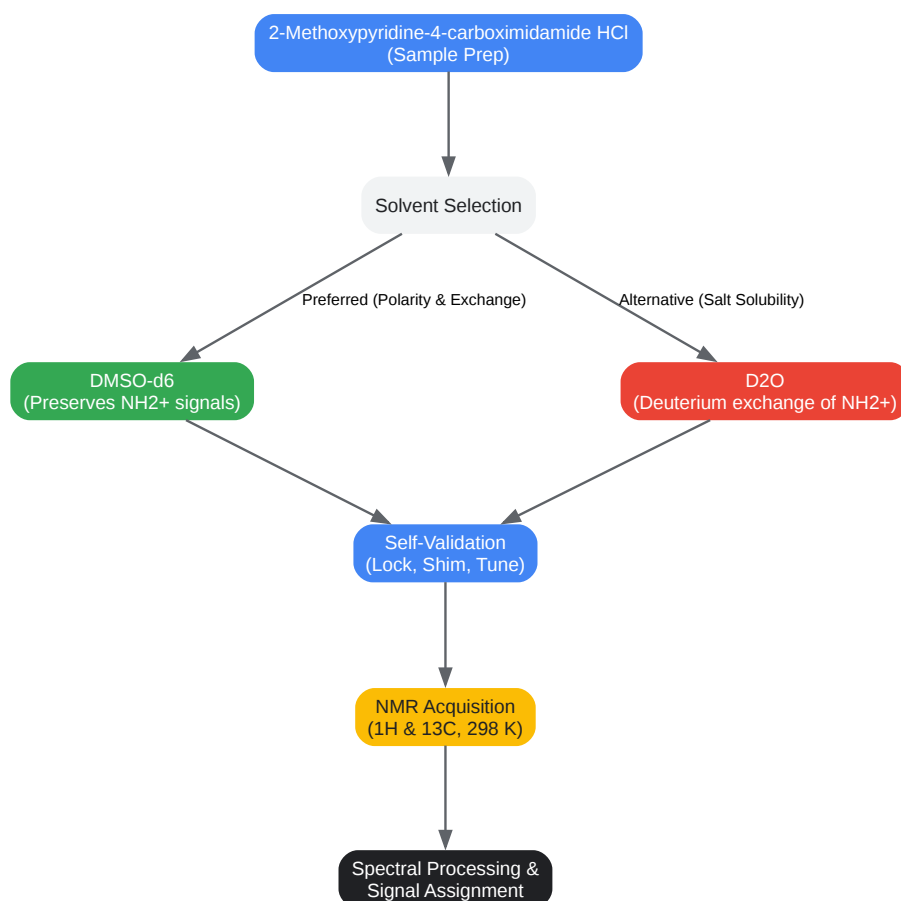 2-Methoxypyridine-4-carboximidamide HCl
(Sample Prep)
Solvent Selection
Preferred (Polarity & Exchange)
Alternative (Salt Solubility)
DMSO-d6
(Preserves NH2+ signals)
D2O
(Deuterium exchange of NH2+)
Self-Validation
(Lock, Shim, Tune)
NMR Acquisition
(1H & 13C, 298 K)
Spectral Processing &
Signal Assignment